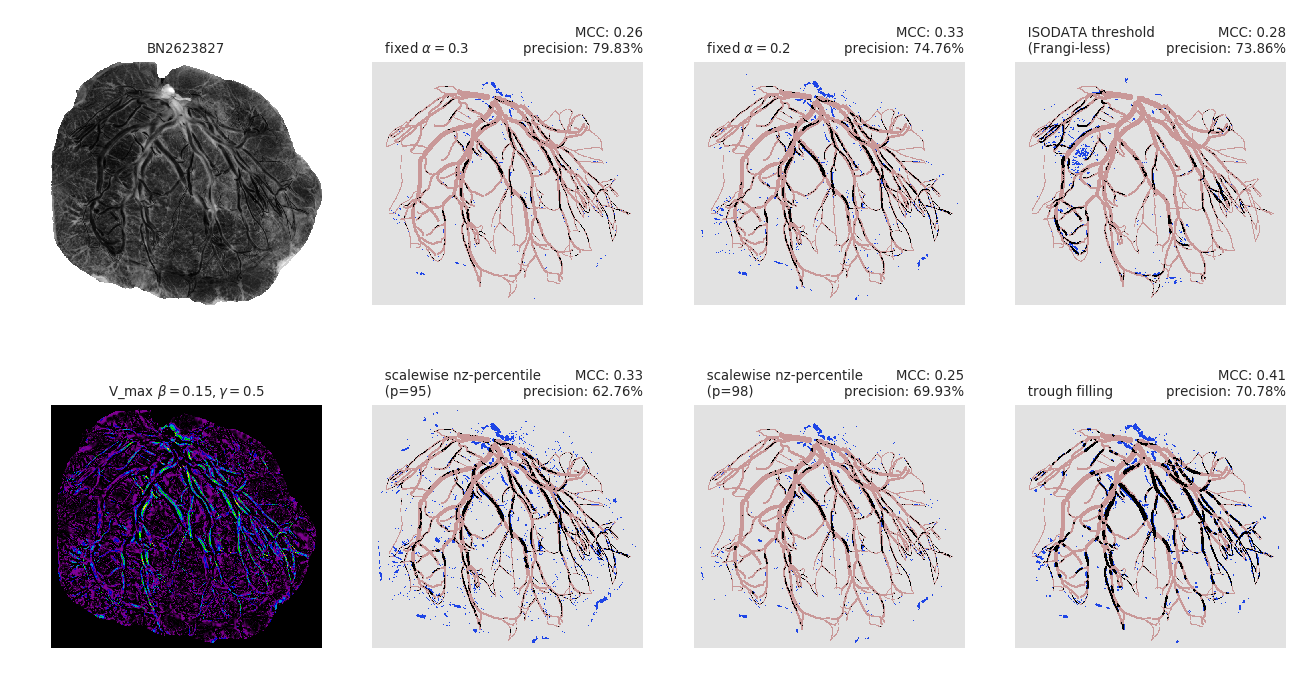 BN2623827
fixed α = 0.3
MCC: 0.26
precision: 79.83%
fixed α = 0.2
MCC: 0.33
precision: 74.76%
ISODATA threshold
(Frangi-less)
MCC: 0.28
precision: 73.86%
V_max β = 0.15, γ = 0.5
scalewise nz-percentile
(p=95)
MCC: 0.33
precision: 62.76%
scalewise nz-percentile
(p=98)
MCC: 0.25
precision: 69.93%
trough filling
MCC: 0.41
precision: 70.78%